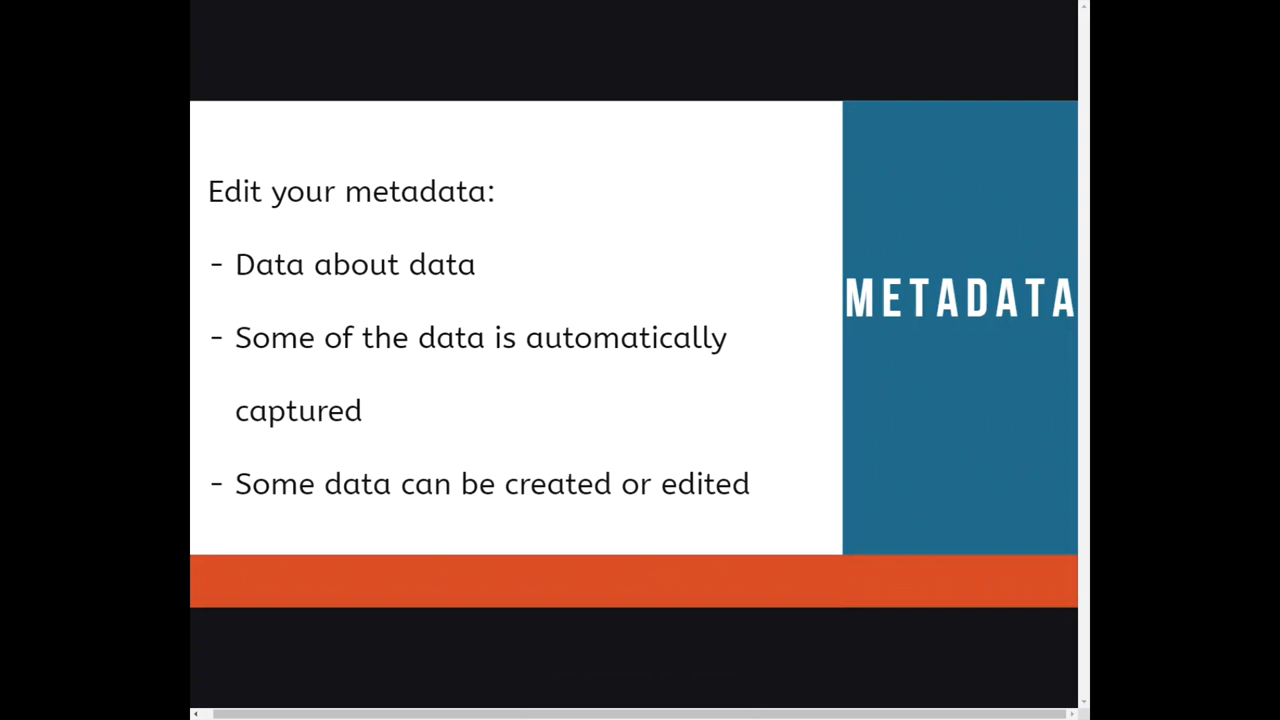 Edit your metadata:
- Data about data
- Some of the data is automatically
captured
- Some data can be created or edited
METADATA